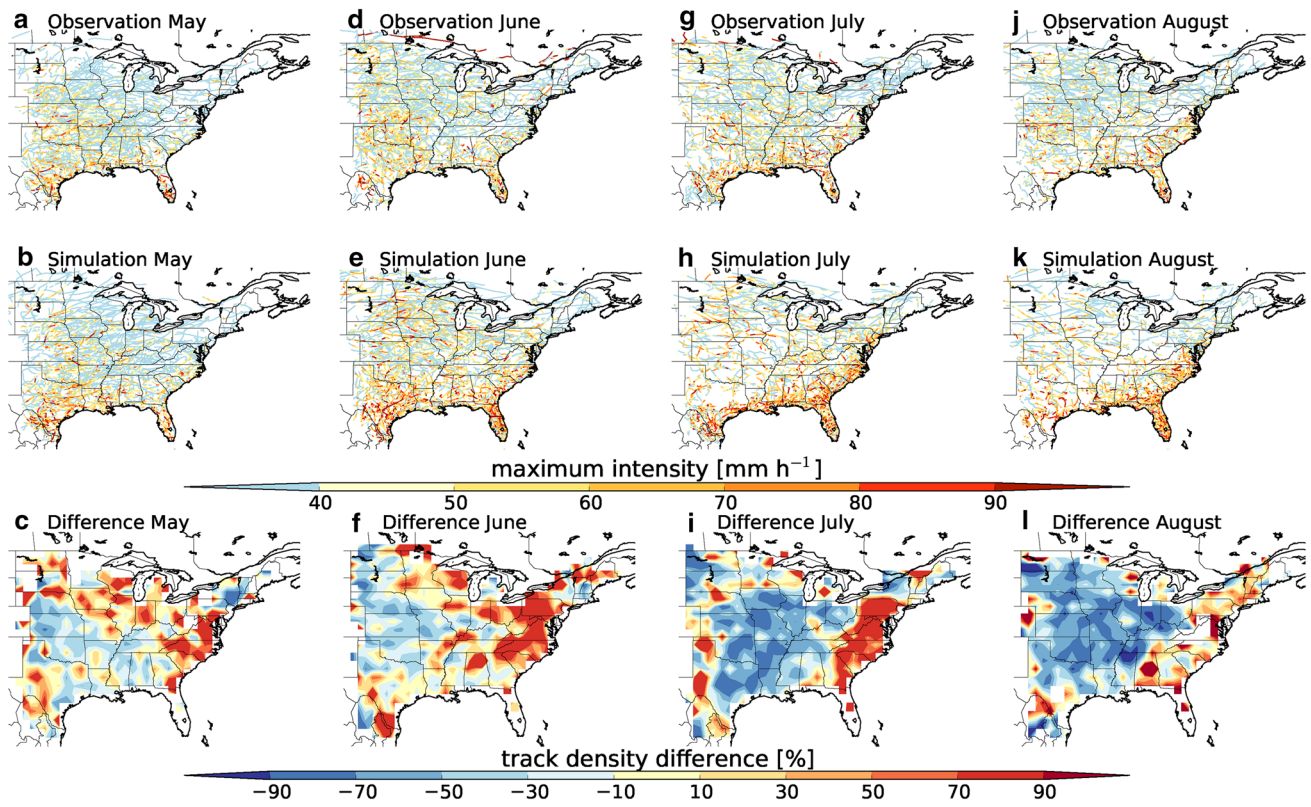 a Observation May
d Observation June
g Observation July
j Observation August
b Simulation May
e Simulation June
h Simulation July
k Simulation August
maximum intensity [mm h⁻¹]
40 50 60 70 80 90
c Difference May
f Difference June
i Difference July
l Difference August
track density difference [%]
−90 −70 −50 −30 −10 10 30 50 70 90